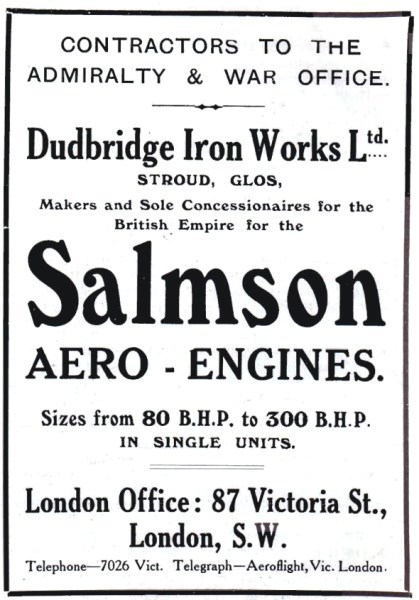 CONTRACTORS TO THE
ADMIRALTY & WAR OFFICE.
Dudbridge Iron Works Ltd.
STROUD, GLOS,
Makers and Sole Concessionaires for the
British Empire for the
Salmson
AERO - ENGINES.
Sizes from 80 B.H.P. to 300 B.H.P.
IN SINGLE UNITS.
London Office: 87 Victoria St.,
London, S.W.
Telephone—7026 Vict. Telegraph—Aeroflight, Vic. London.